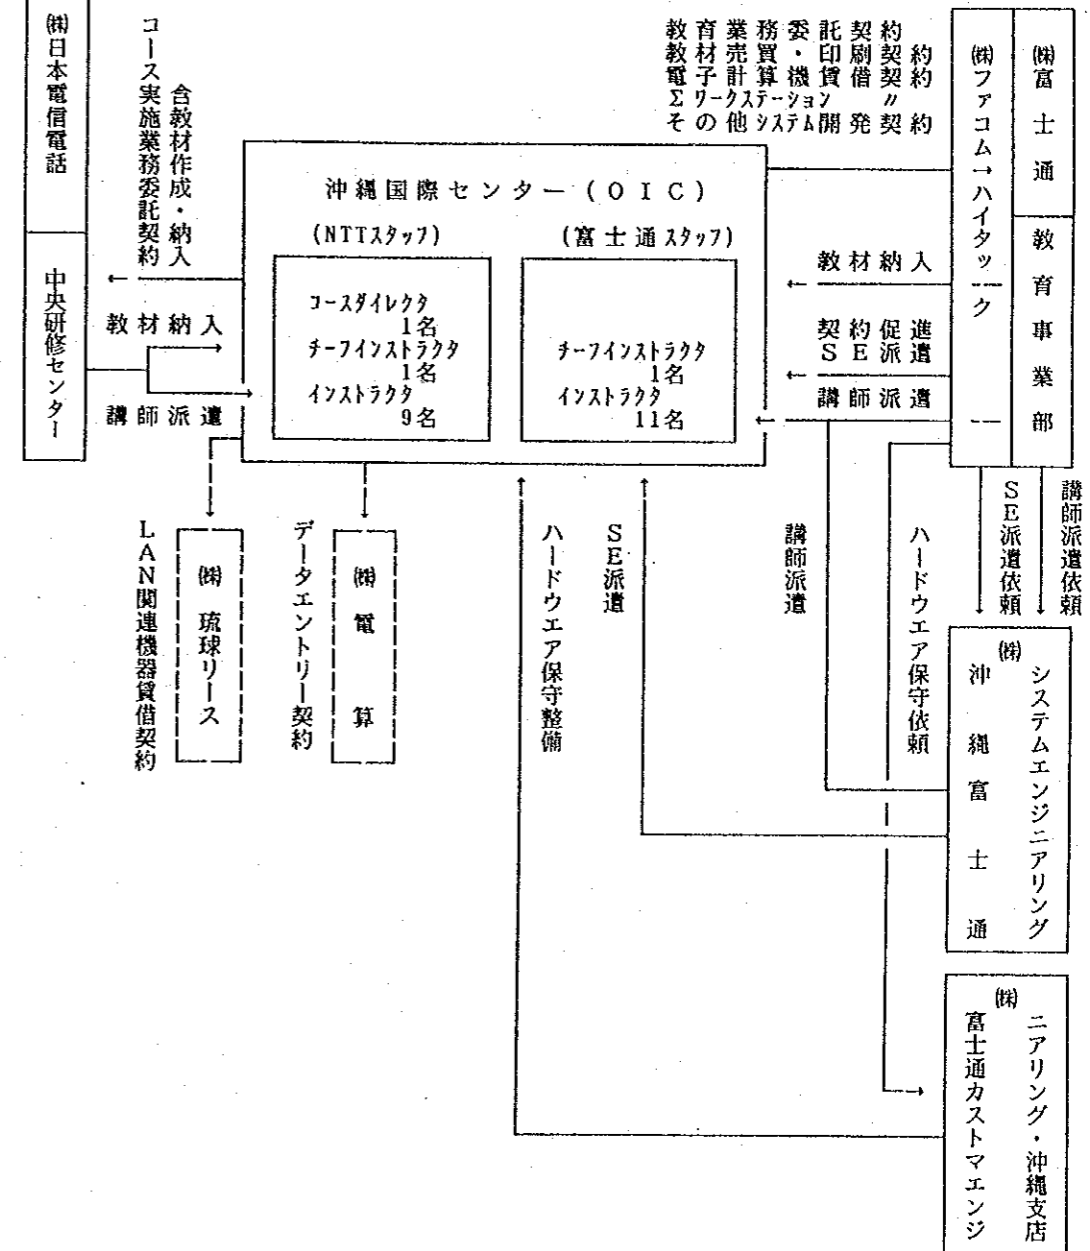 ㈱日本電信電話
中央研修センター
コース実施業務委託契約
含教材作成・納入
教材納入
講師派遣
教育業務委託契約
教材売買・印刷契約
電子計算機賃借契約
Σワークステーション〃
その他システム開発契約
㈱ファコム→ハイタック
㈱富士通
教育事業部
沖縄国際センター(OIC)
(NTTスタッフ)
コースダイレクタ
1名
チーフインストラクタ
1名
インストラクタ
9名
(富士通スタッフ)
チーフインストラクタ
1名
インストラクタ
11名
教材納入
契約促進
SE派遣
講師派遣
LAN関連機器賃借契約
㈱琉球リース
データエントリー契約
㈱電算
ハードウエア保守整備
SE派遣
講師派遣
ハードウエア保守依頼
SE派遣依頼
講師派遣依頼
㈱沖縄富士通
システムエンジニアリング
㈱富士通カストマエンジ
ニアリング・沖縄支店